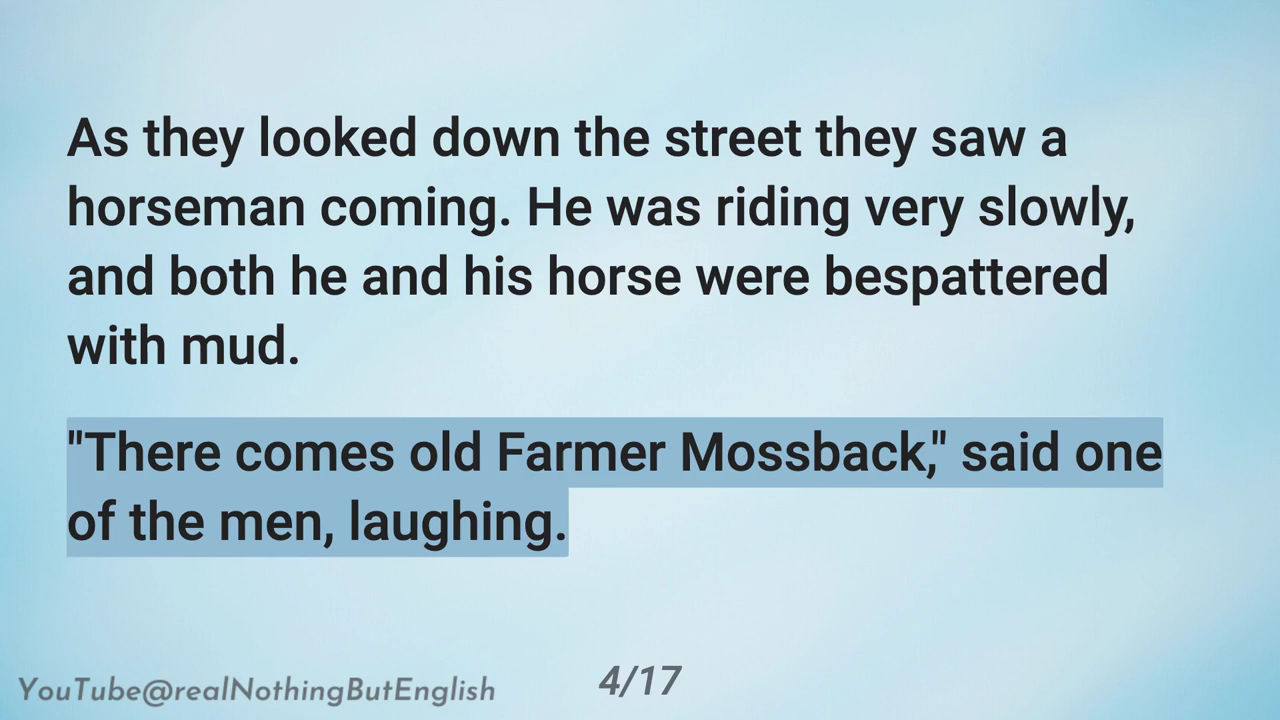 As they looked down the street they saw a
horseman coming. He was riding very slowly,
and both he and his horse were bespattered
with mud.
"There comes old Farmer Mossback," said one
of the men, laughing.
YouTube@realNothingButEnglish
4/17